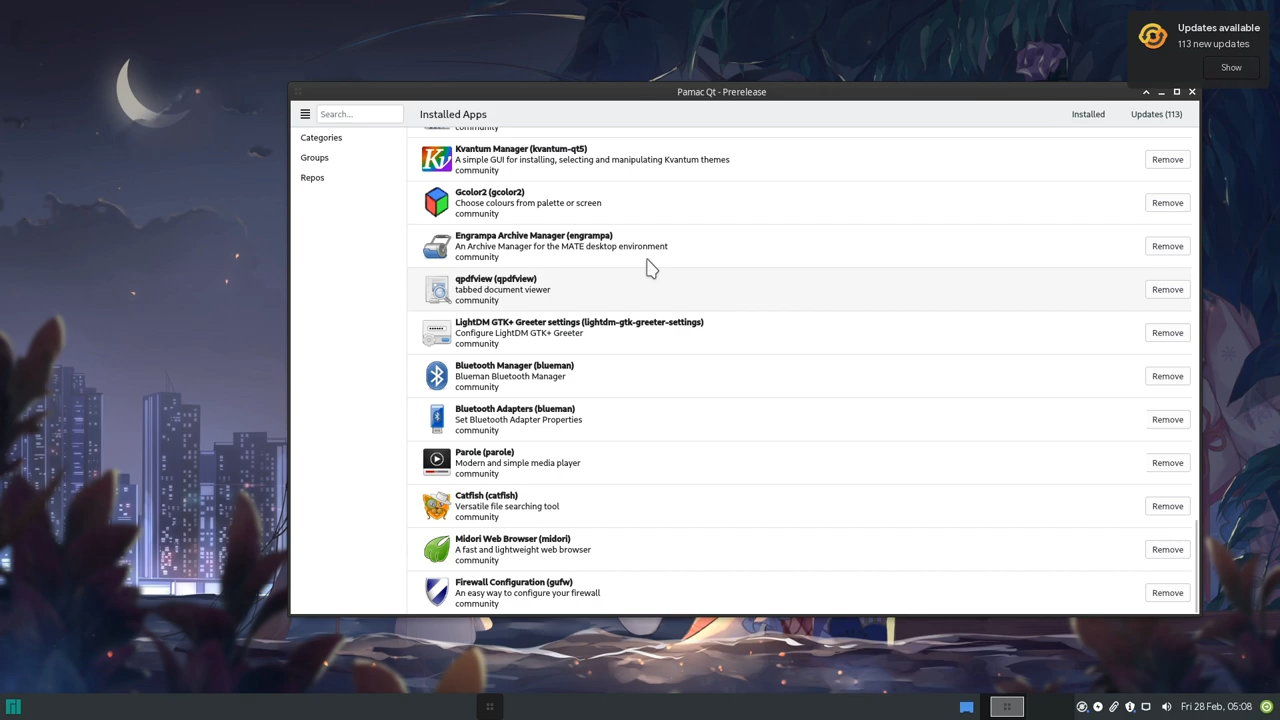 Updates available
113 new updates
Show
Pamac Qt - Prerelease
Search...
Installed Apps
Installed
Updates (113)
Categories
Groups
Repos
community
Kvantum Manager (kvantum-qt5)
A simple GUI for installing, selecting and manipulating Kvantum themes
community
Remove
Gcolor2 (gcolor2)
Choose colours from palette or screen
community
Remove
Engrampa Archive Manager (engrampa)
An Archive Manager for the MATE desktop environment
community
Remove
qpdfview (qpdfview)
tabbed document viewer
community
Remove
LightDM GTK+ Greeter settings (lightdm-gtk-greeter-settings)
Configure LightDM GTK+ Greeter
community
Remove
Bluetooth Manager (blueman)
Blueman Bluetooth Manager
community
Remove
Bluetooth Adapters (blueman)
Set Bluetooth Adapter Properties
community
Remove
Parole (parole)
Modern and simple media player
community
Remove
Catfish (catfish)
Versatile file searching tool
community
Remove
Midori Web Browser (midori)
A fast and lightweight web browser
community
Remove
Firewall Configuration (gufw)
An easy way to configure your firewall
community
Remove
Fri 28 Feb, 05:08